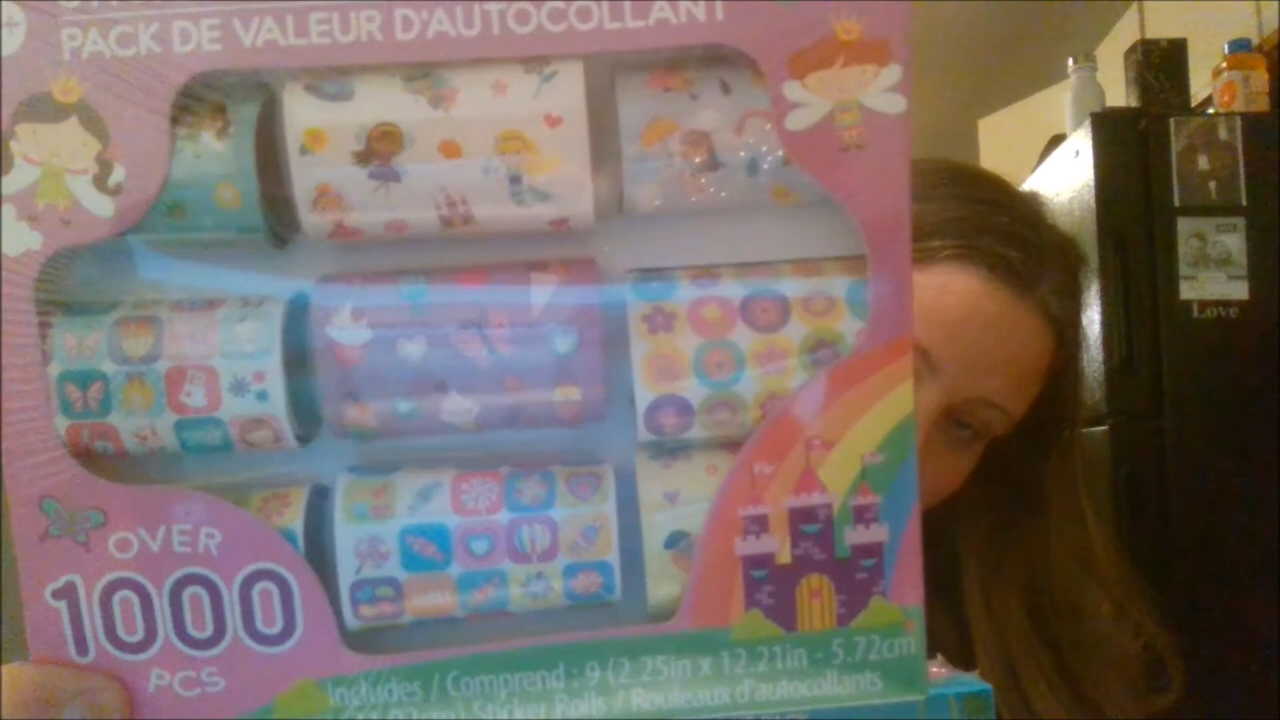 PACK DE VALEUR D'AUTOCOLLANT
OVER
1000
PCS
Includes / Comprend : 9 (2.25in x 12.21in - 5.72cm
Sticker Rolls / Rouleaux d'autocollants
Love